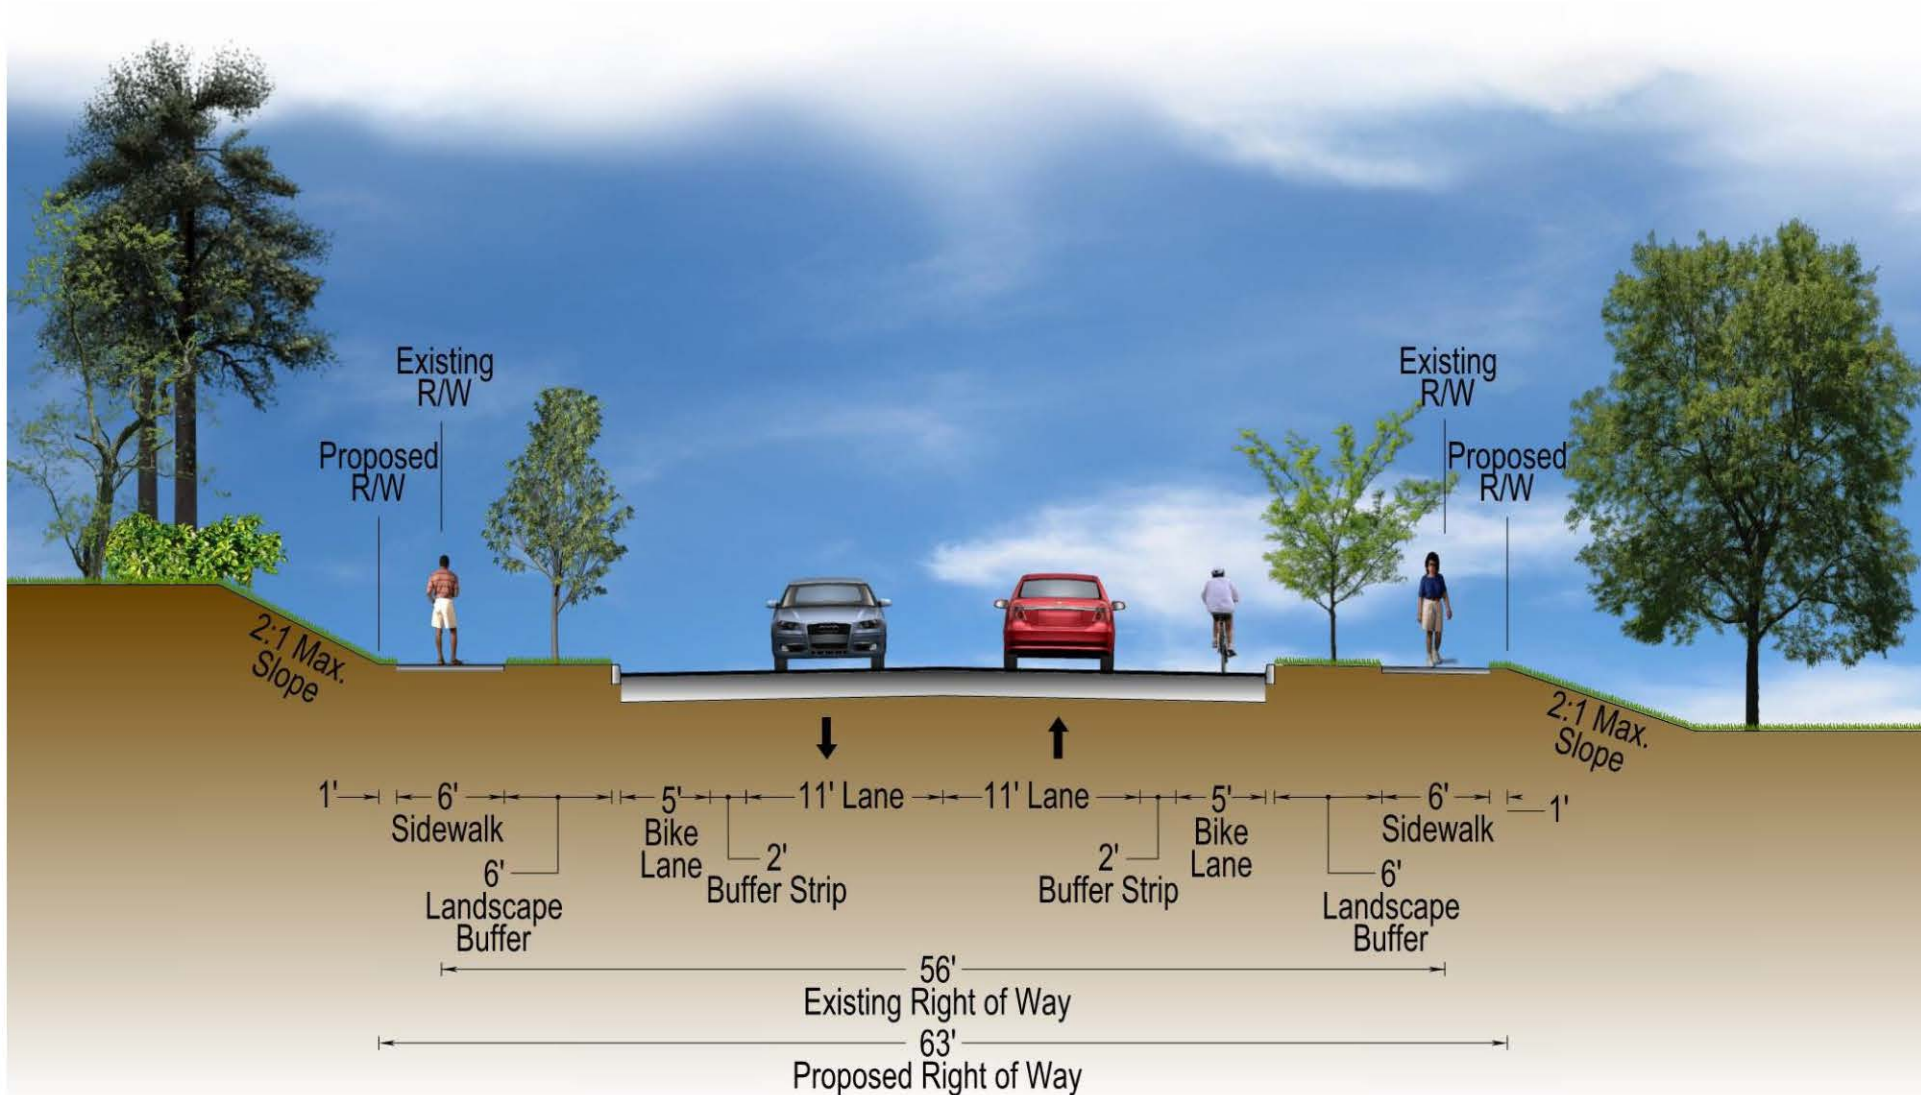 Existing
R/W
Existing
R/W
Proposed
R/W
Proposed
R/W
2:1 Max.
Slope
2:1 Max.
Slope
1'
6'
Sidewalk
6'
Landscape
Buffer
5'
Bike
Lane
2'
Buffer Strip
11' Lane
11' Lane
2'
Buffer Strip
5'
Bike
Lane
6'
Landscape
Buffer
6'
Sidewalk
1'
56'
Existing Right of Way
63'
Proposed Right of Way